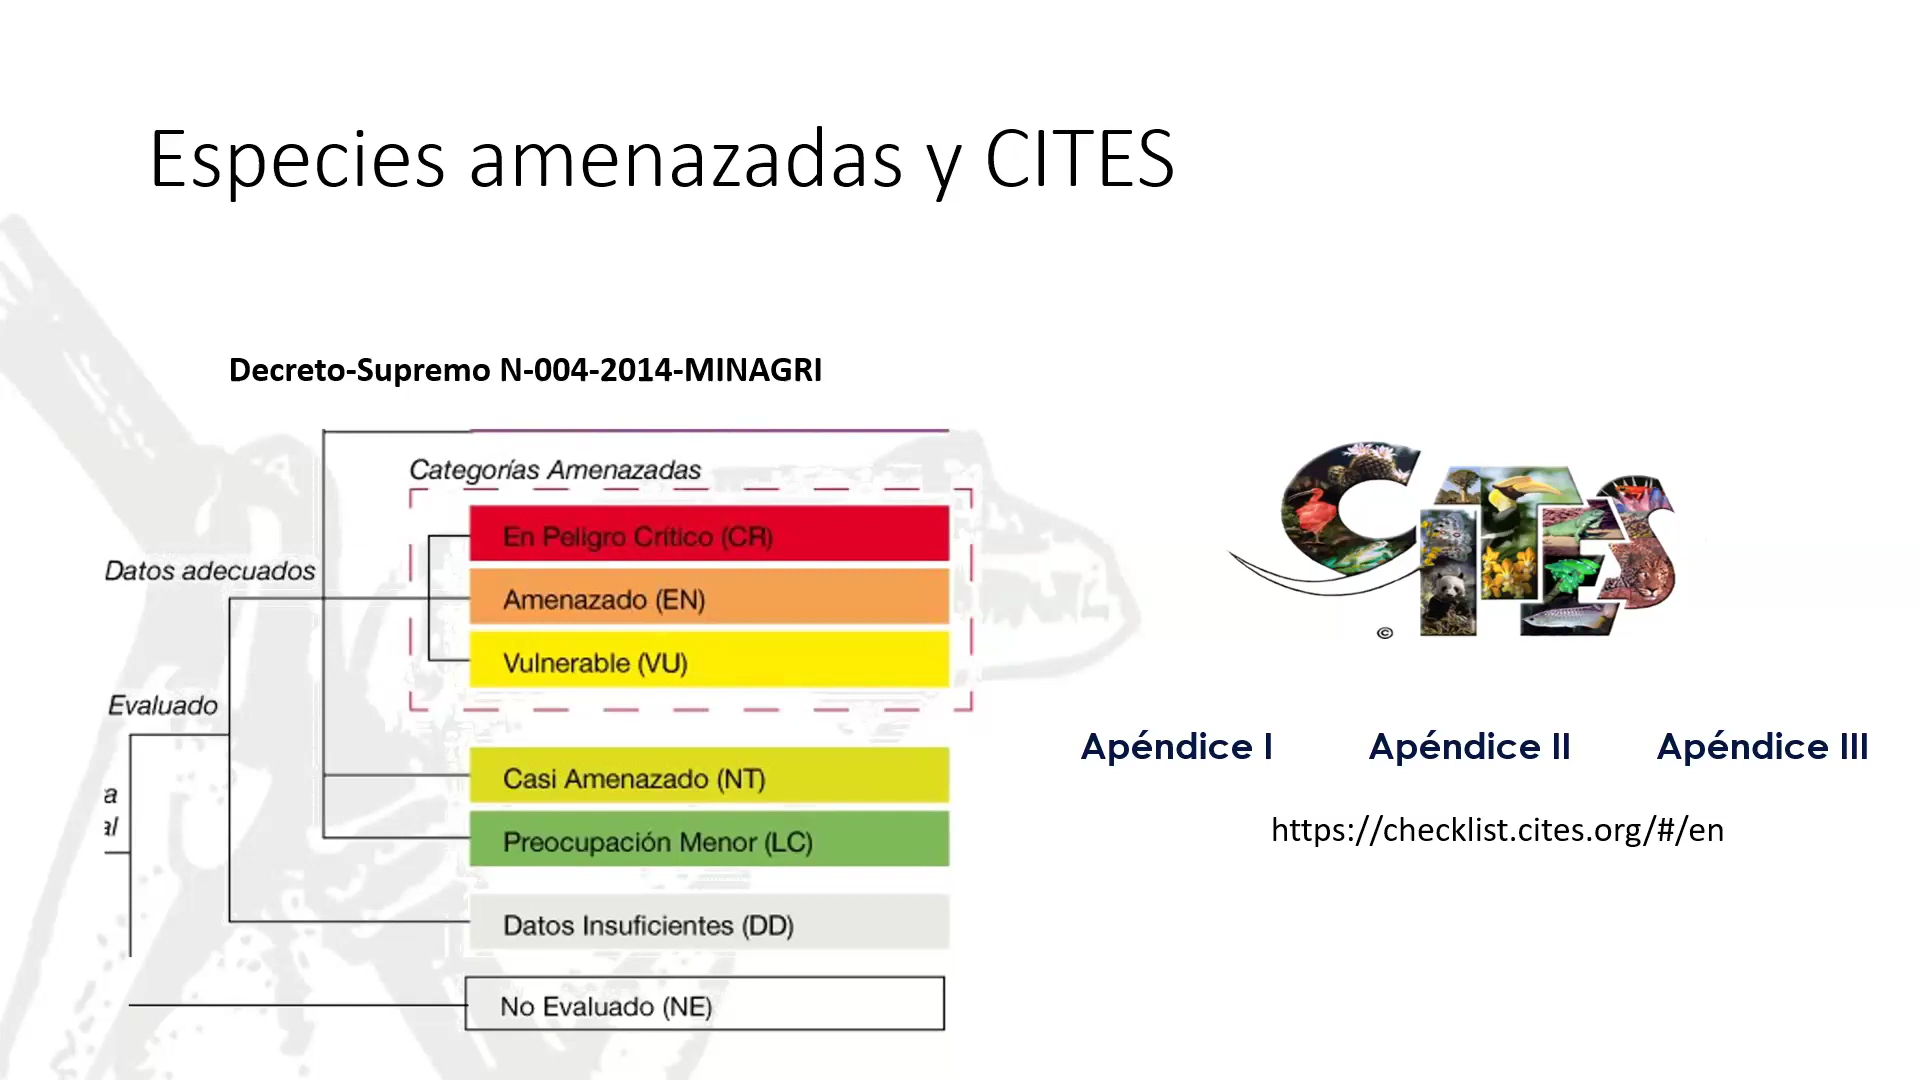 Especies amenazadas y CITES
Decreto-Supremo N-004-2014-MINAGRI
Categorías Amenazadas
En Peligro Crítico (CR)
Datos adecuados
Amenazado (EN)
Vulnerable (VU)
Evaluado
Casi Amenazado (NT)
a
al
Preocupación Menor (LC)
Datos Insuficientes (DD)
No Evaluado (NE)
CITES
©
Apéndice I
Apéndice II
Apéndice III
https://checklist.cites.org/#/en